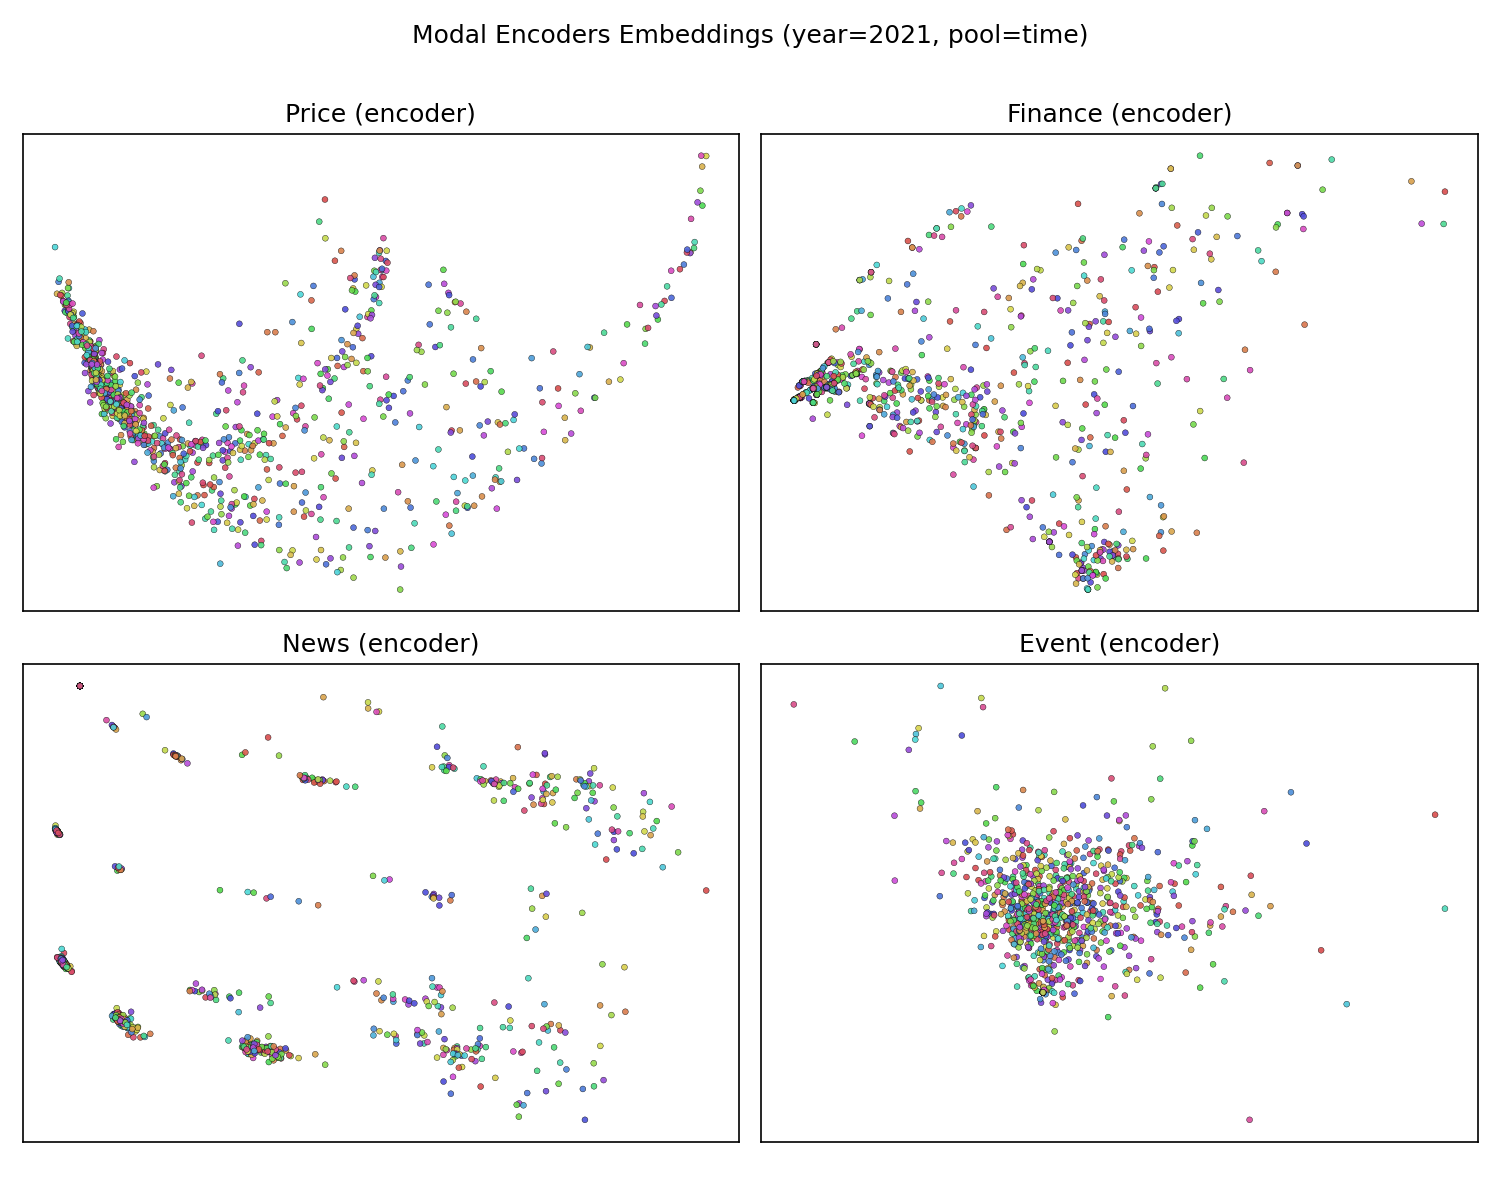 Modal Encoders Embeddings (year=2021, pool=time)
Price (encoder)
Finance (encoder)
News (encoder)
Event (encoder)